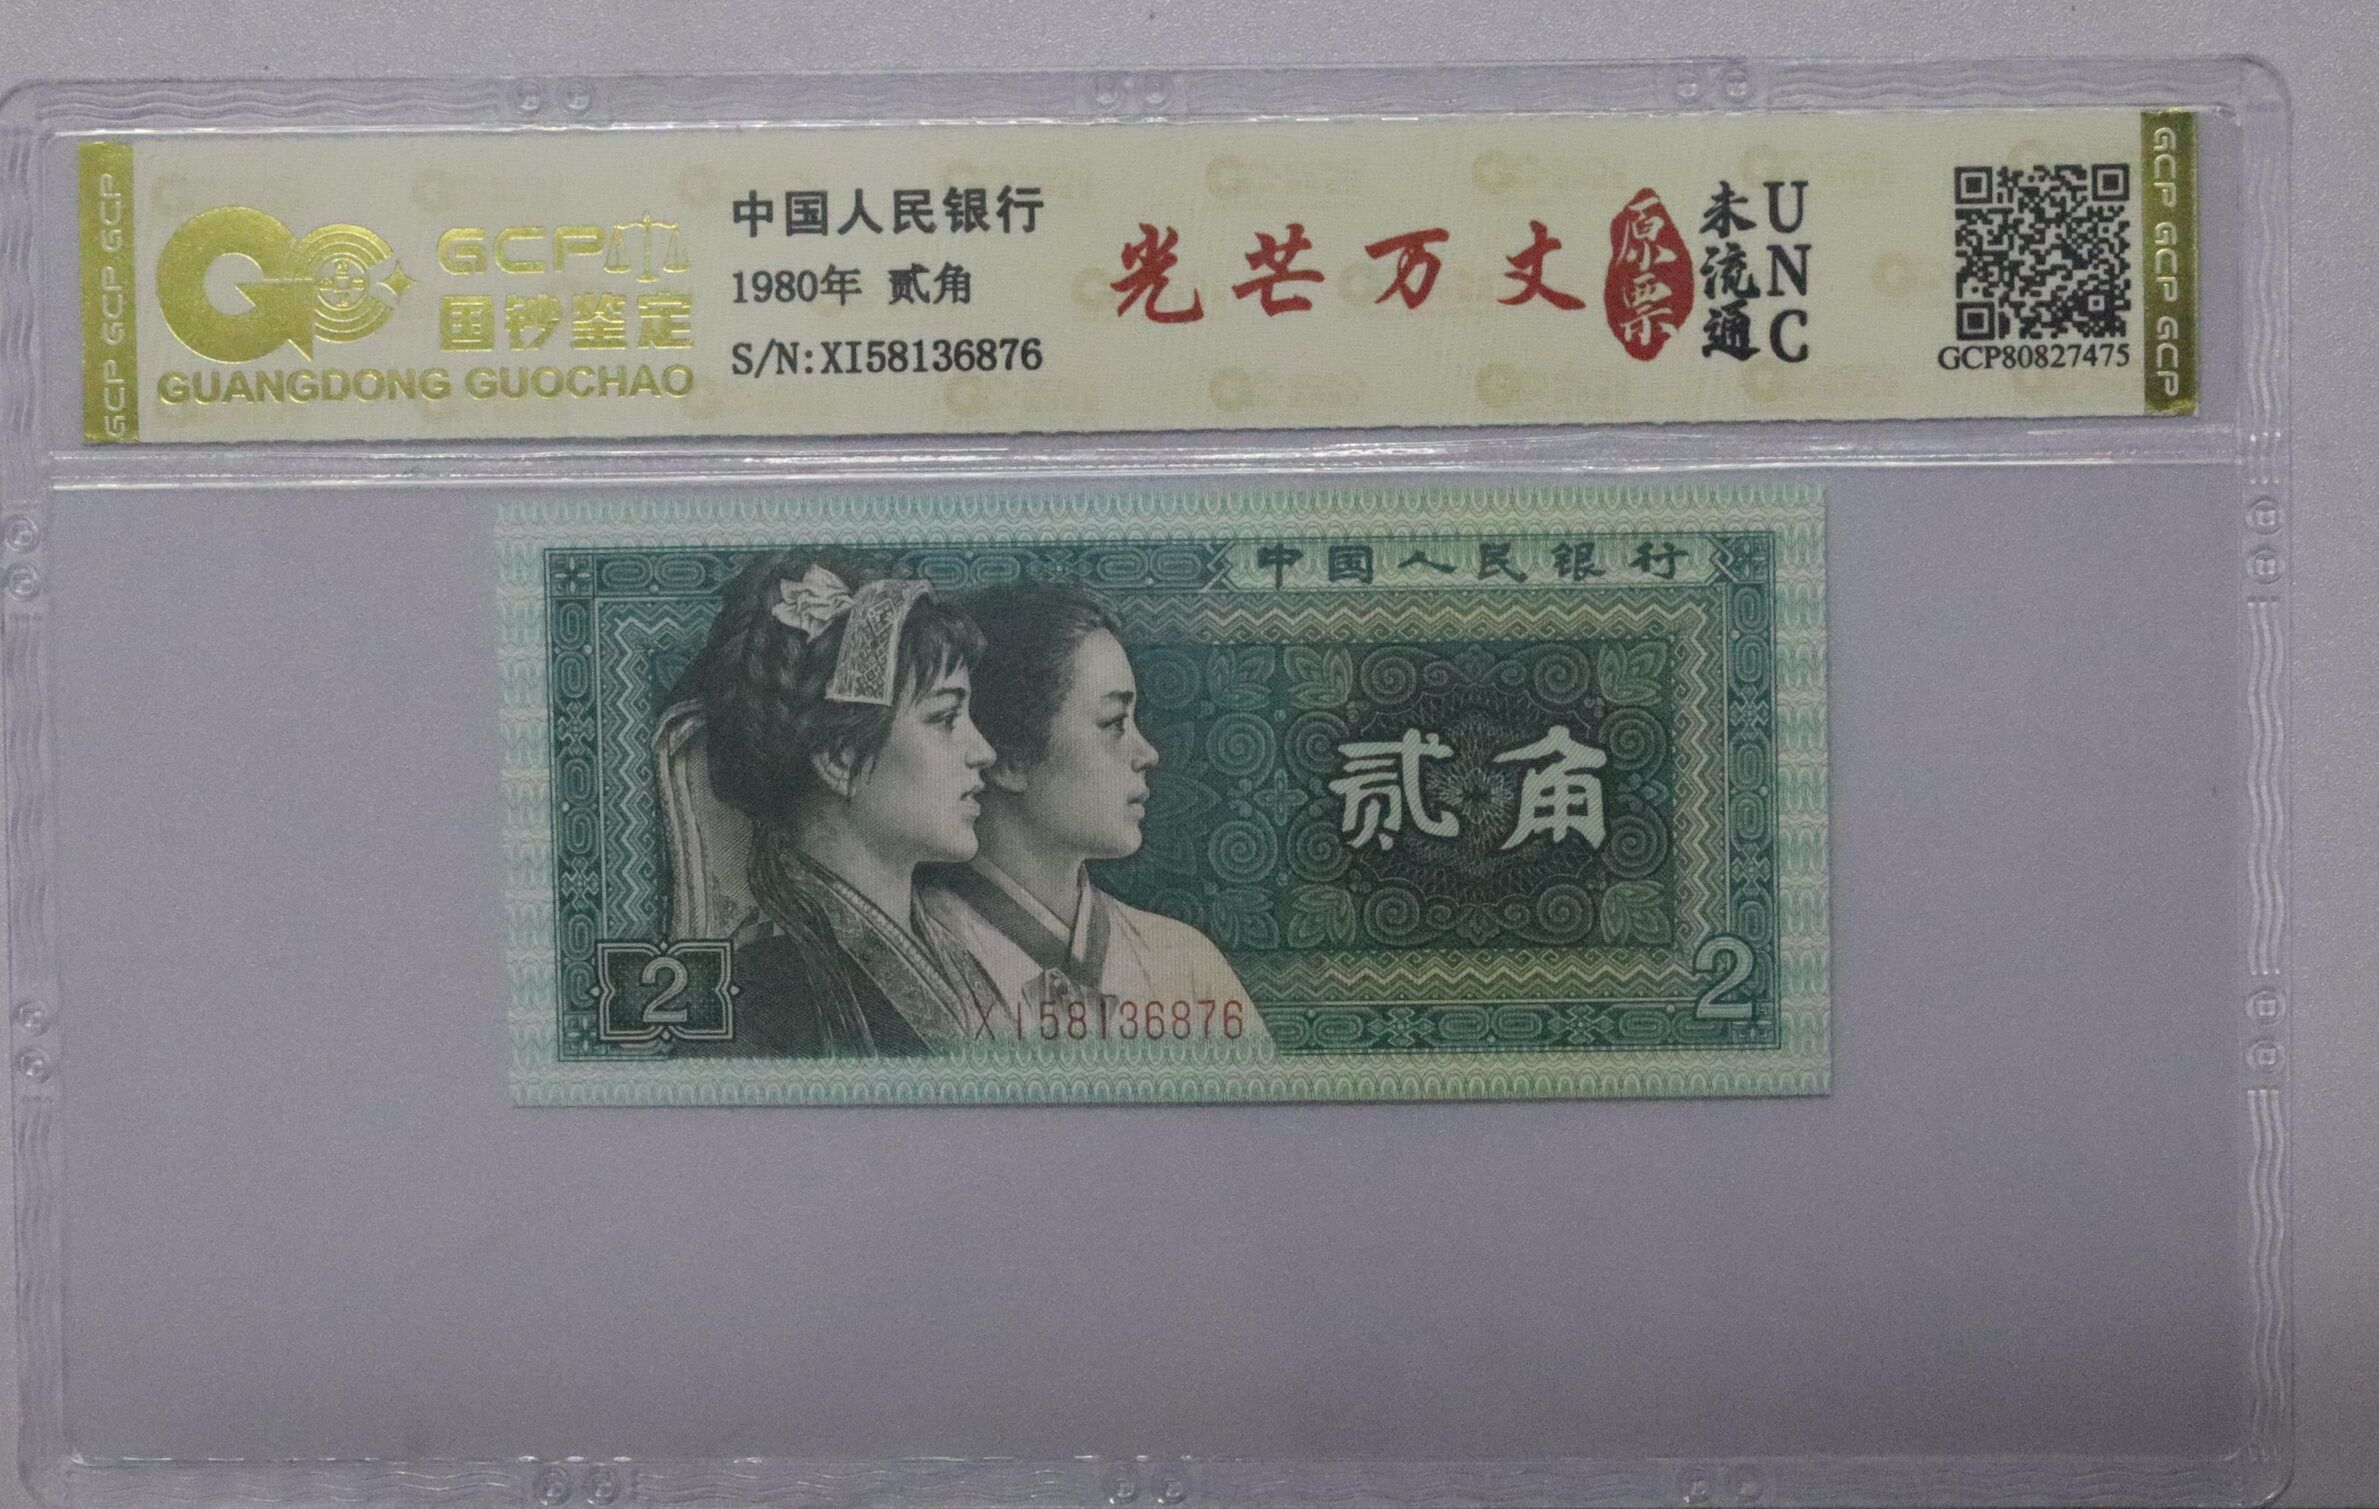 GCP GCP GCP
GCP
国钞鉴定
GUANGDONG GUOCHAO
中国人民银行
1980年 贰角
S/N:XI58136876
光芒万丈
原票
未流通
UNC
GCP80827475
GCP GCP GCP
中国人民银行
贰角
2
XI58136876
2